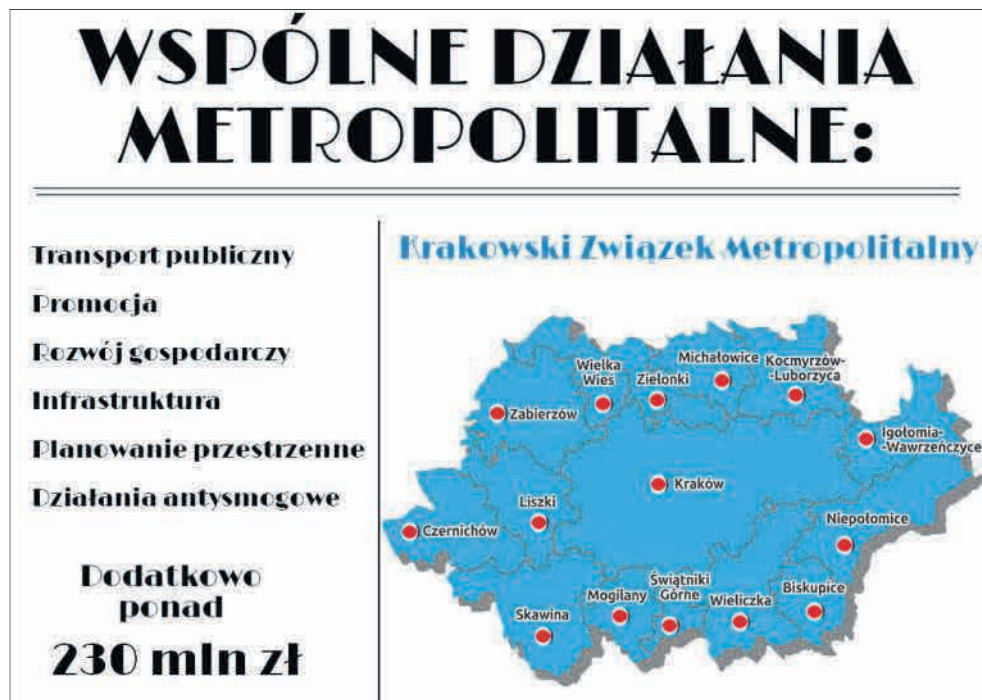 WSPÓLNE DZIAŁANIA
METROPOLITALNE:
Transport publiczny
Promocja
Rozwój gospodarczy
Infrastruktura
Planowanie przestrzenne
Działania antysmogowe
Dodatkowo
ponad
230 mln zł
Krakowski Związek Metropolitalny
Wielka
Wieś
Zielonki
Michałowice
Kocmyrzów-
-Luborzyca
Zabierzów
Igołomia-
-Wawrzeńczyce
Kraków
Liszki
Czernichów
Niepołomice
Skawina
Mogilany
Świątniki
Górne
Wieliczka
Biskupice